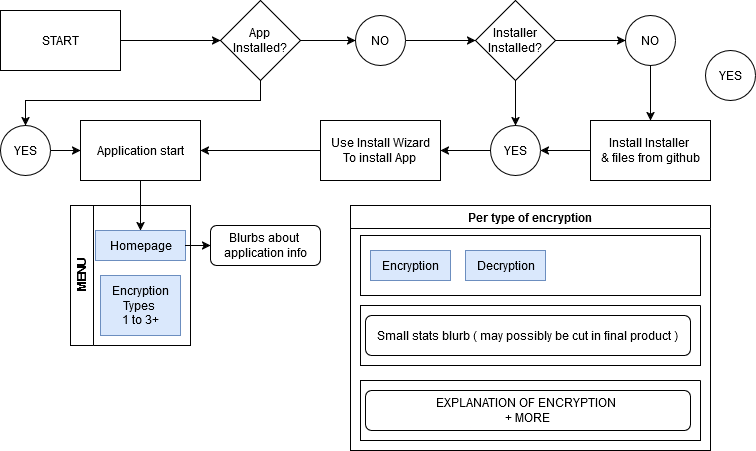 START
App
Installed?
NO
Installer
Installed?
NO
YES
YES
Application start
Use Install Wizard
To install App
YES
Install Installer
& files from github
MENU
Homepage
Blurbs about
application info
Encryption
Types
1 to 3+
Per type of encryption
Encryption
Decryption
Small stats blurb ( may possibly be cut in final product )
EXPLANATION OF ENCRYPTION
+ MORE